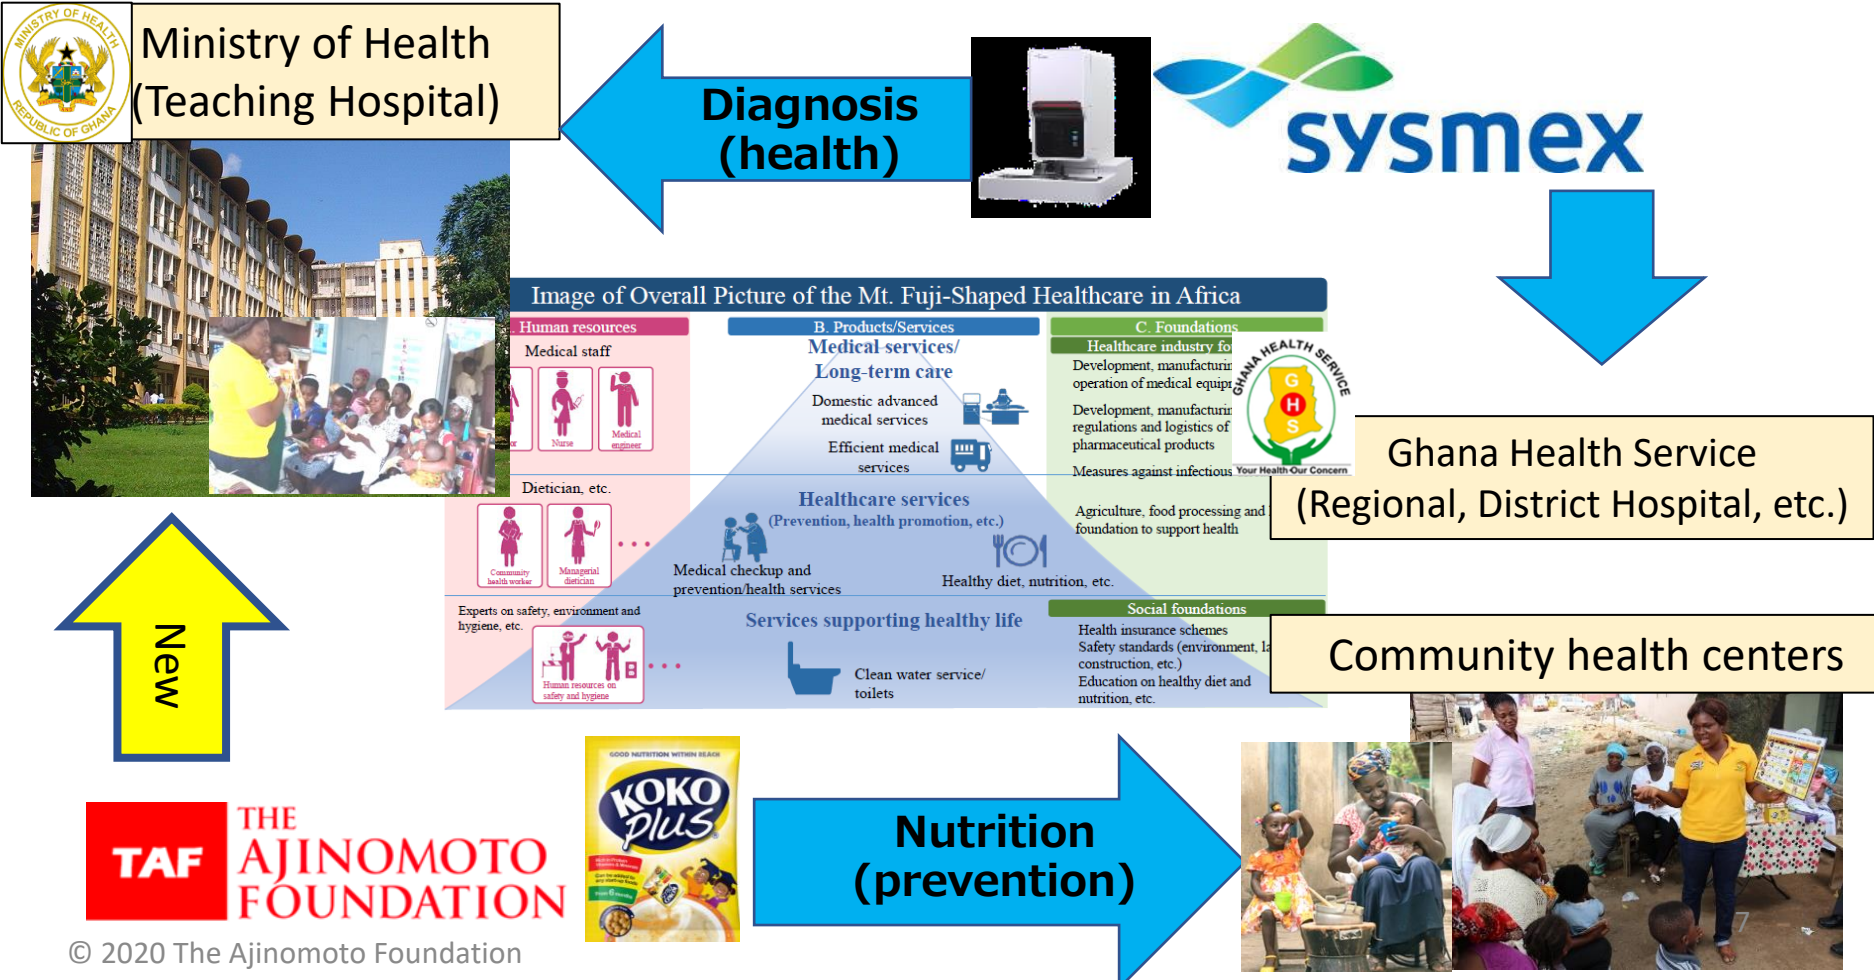 MINISTRY OF HEALTH
REPUBLIC OF GHANA
Ministry of Health
(Teaching Hospital)
Diagnosis
(health)
sysmex
Image of Overall Picture of the Mt. Fuji-Shaped Healthcare in Africa
. Human resources
Medical staff
Nurse
Medical
engineer
Dietician, etc.
Community
health worker
Managerial
dietician
Experts on safety, environment and
hygiene, etc.
Human resources on
safety and hygiene
B. Products/Services
Medical services/
Long-term care
Domestic advanced
medical services
Efficient medical
services
Healthcare services
(Prevention, health promotion, etc.)
Medical checkup and
prevention/health services
Healthy diet, nutrition, etc.
Services supporting healthy life
Clean water service/
toilets
C. Foundations
Healthcare industry
Development,
operation of medical
Development,
regulations and logistics of
pharmaceutical products
Measures against infectious
Agriculture, food processing and
foundation to support health
Social foundations
Health insurance schemes
Safety standards (environment,
construction, etc.)
Education on healthy diet and
nutrition, etc.
GHANA HEALTH SERVICE
G
H
S
Your Health Our Concern
Ghana Health Service
(Regional, District Hospital, etc.)
Community health centers
New
TAF
THE
AJINOMOTO
FOUNDATION
GOOD NUTRITION WITHIN REACH
KOKO
Plus
Nutrition
(prevention)
7
© 2020 The Ajinomoto Foundation